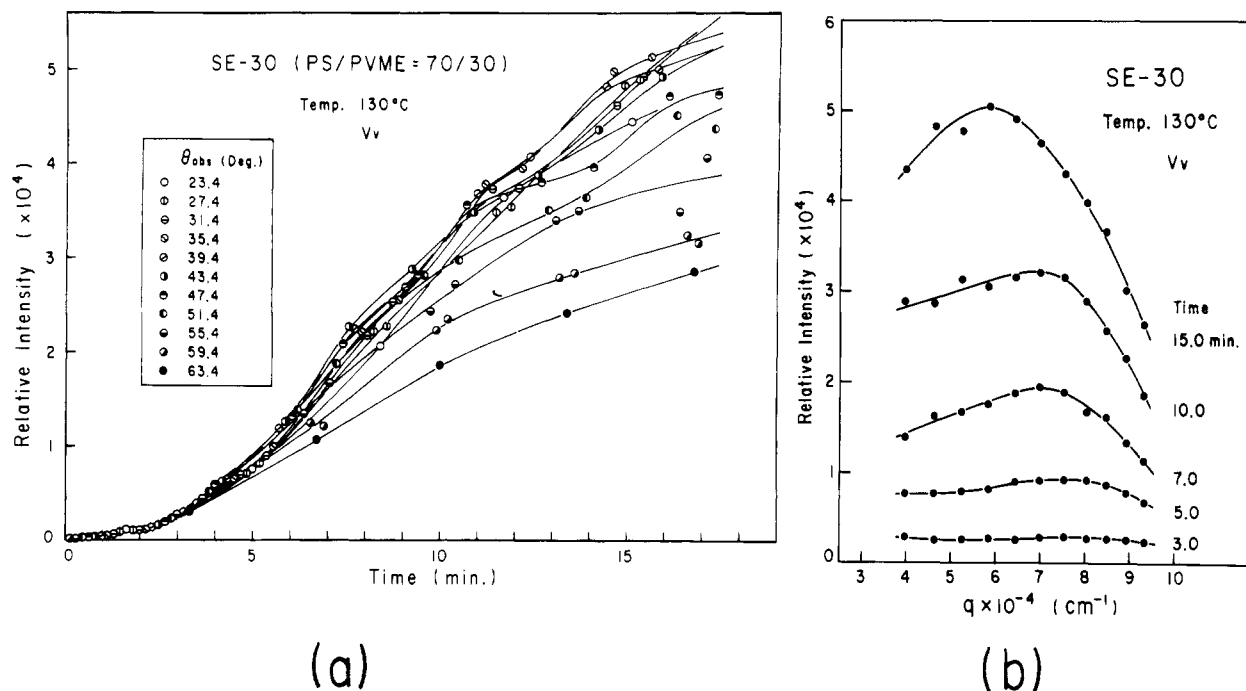 SE-30 (PS/PVME=70/30)
Temp. 130°C
Vv
θobs (Deg.)
23.4
27.4
31.4
35.4
39.4
43.4
47.4
51.4
55.4
59.4
63.4
Relative Intensity (×10⁴)
5
4
3
2
1
0
0
5
10
15
Time (min.)
(a)
SE-30
Temp. 130°C
Vv
Time
15.0 min.
10.0
7.0
5.0
3.0
Relative Intensity (×10⁴)
6
5
4
3
2
1
0
3
4
5
6
7
8
9
10
q×10⁻⁴ (cm⁻¹)
(b)